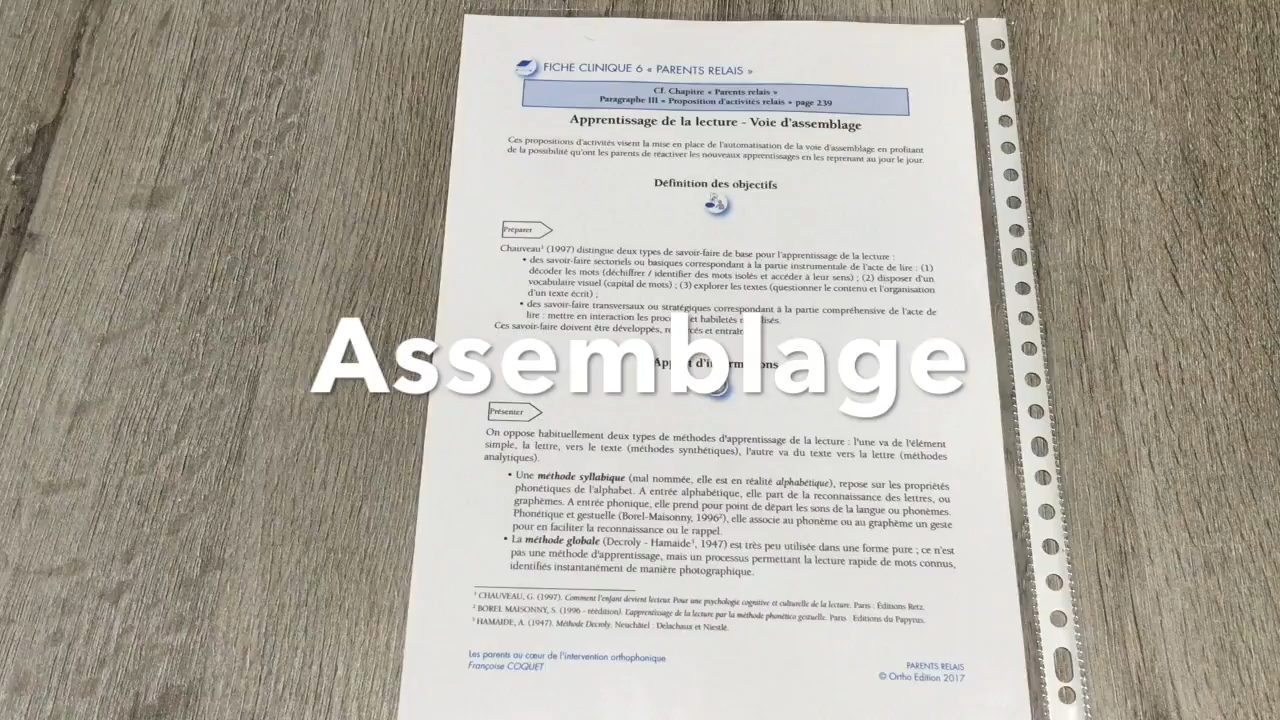 FICHE CLINIQUE 6 « PARENTS RELAIS »
Cf. Chapitre « Parents relais »
Paragraphe III « Proposition d'activités relais » page 239
Apprentissage de la lecture - Voie d'assemblage
Ces propositions d'activités visent la mise en place de l'automatisation de la voie d'assemblage en profitant
de la possibilité qu'ont les parents de réactiver les nouveaux apprentissages en les reprenant au jour le jour.
Définition des objectifs
Préparer
Chauveau¹ (1997) distingue deux types de savoir-faire de base pour l'apprentissage de la lecture :
• des savoir-faire sectoriels ou basiques correspondant à la partie instrumentale de l'acte de lire : (1)
décoder les mots (déchiffrer / identifier des mots isolés et accéder à leur sens) ; (2) disposer d'un
vocabulaire visuel (capital de mots) ; (3) explorer les textes (questionner le contenu et l'organisation
d'un texte écrit) ;
• des savoir-faire transversaux ou stratégiques correspondant à la partie compréhensive de l'acte de
lire : mettre en interaction les et habiletés
Ces savoir-faire doivent être développés, et
Assemblage
Présenter
On oppose habituellement deux types de méthodes d'apprentissage de la lecture : l'une va de l'élément
simple, la lettre, vers le texte (méthodes synthétiques), l'autre va du texte vers la lettre (méthodes
analytiques).
• Une méthode syllabique (mal nommée, elle est en réalité alphabétique), repose sur les propriétés
phonétiques de l'alphabet. A entrée alphabétique, elle part de la reconnaissance des lettres, ou
graphèmes. A entrée phonique, elle prend pour point de départ les sons de la langue ou phonèmes.
Phonétique et gestuelle (Borel-Maisonny, 1996²), elle associe au phonème ou au graphème un geste
pour en faciliter la reconnaissance ou le rappel.
• La méthode globale (Decroly - Hamaide³, 1947) est très peu utilisée dans une forme pure ; ce n'est
pas une méthode d'apprentissage, mais un processus permettant la lecture rapide de mots connus,
identifiés instantanément de manière photographique.
¹ CHAUVEAU, G. (1997). Comment l'enfant devient lecteur. Pour une psychologie cognitive et culturelle de la lecture. Paris : Éditions Retz.
² BOREL MAISONNY, S. (1996 - réédition). L'apprentissage de la lecture par la méthode phonético gestuelle. Paris : Editions du Papyrus.
³ HAMAIDE, A. (1947). Méthode Decroly. Neuchâtel : Delachaux et Niestlé.
Les parents au cœur de l'intervention orthophonique
Françoise COQUET
PARENTS RELAIS
© Ortho Edition 2017